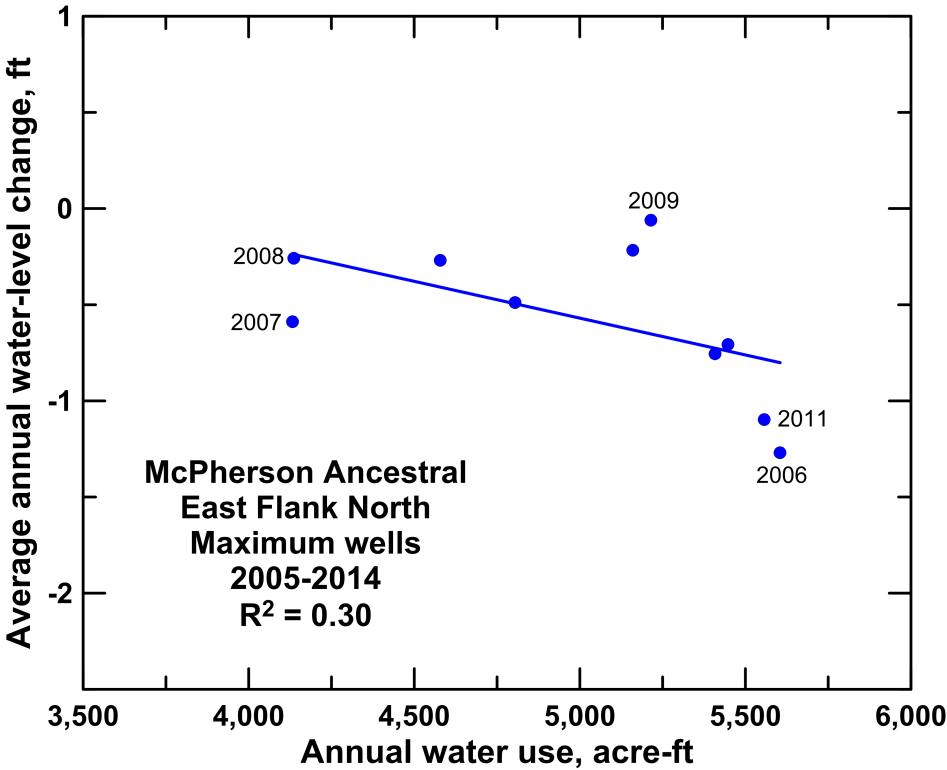 Average annual water-level change, ft
1
0
-1
-2
2009
2008
2007
2011
2006
McPherson Ancestral
East Flank North
Maximum wells
2005-2014
R² = 0.30
3,500 4,000 4,500 5,000 5,500 6,000
Annual water use, acre-ft